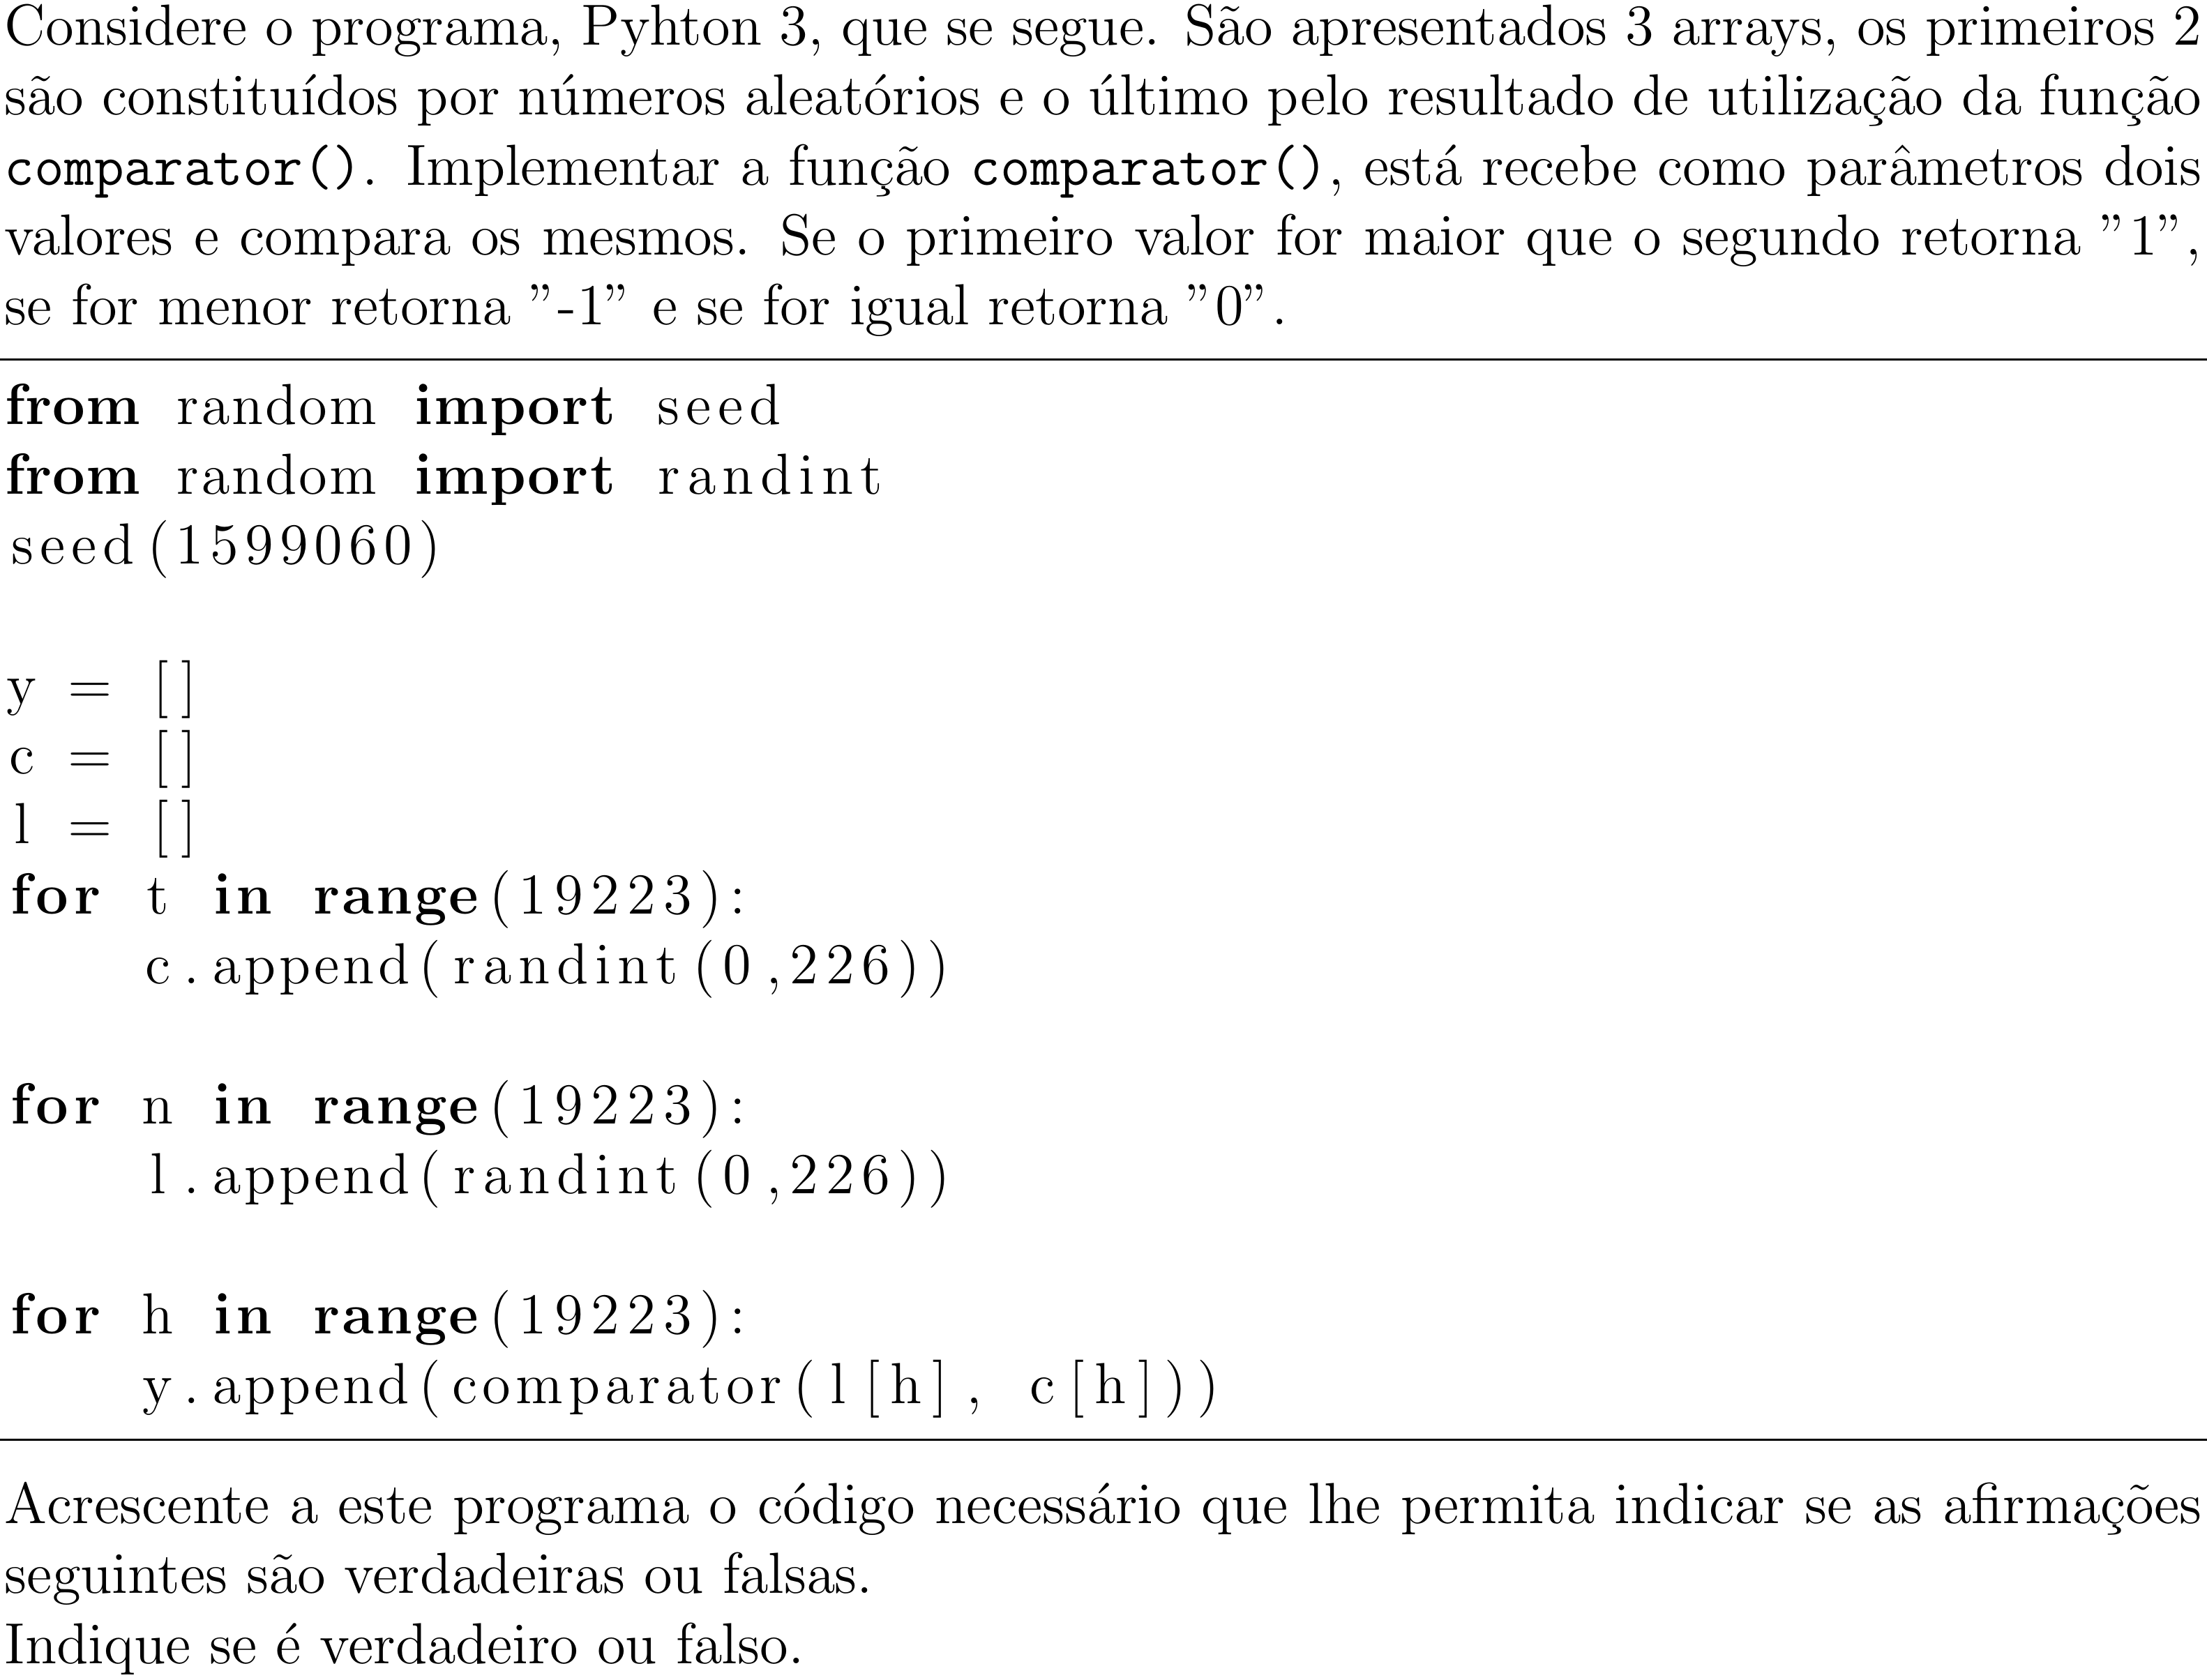 Considere o programa, Pyhton 3, que se segue. São apresentados 3 arrays, os primeiros 2
são constituídos por números aleatórios e o último pelo resultado de utilização da função
comparator(). Implementar a função comparator(), está recebe como parâmetros dois
valores e compara os mesmos. Se o primeiro valor for maior que o segundo retorna ”1”,
se for menor retorna ”-1” e se for igual retorna ”0”.
from random import seed
from random import randint
seed(1599060)
y = []
c = []
l = []
for t in range(19223):
c.append(randint(0,226))
for n in range(19223):
l.append(randint(0,226))
for h in range(19223):
y.append(comparator(l[h], c[h]))
Acrescente a este programa o código necessário que lhe permita indicar se as afirmações
seguintes são verdadeiras ou falsas.
Indique se é verdadeiro ou falso.